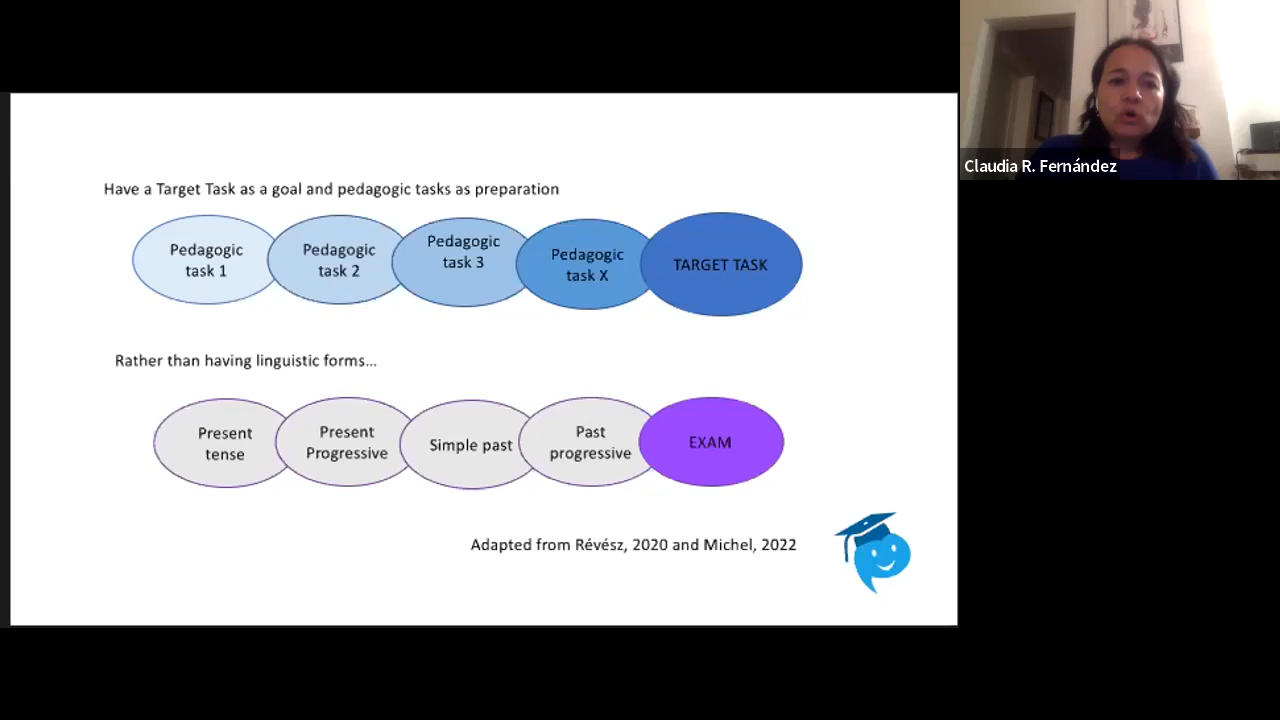 Have a Target Task as a goal and pedagogic tasks as preparation
Pedagogic
task 1
Pedagogic
task 2
Pedagogic
task 3
Pedagogic
task X
TARGET TASK
Rather than having linguistic forms...
Present
tense
Present
Progressive
Simple past
Past
progressive
EXAM
Adapted from Révész, 2020 and Michel, 2022
Claudia R. Fernández